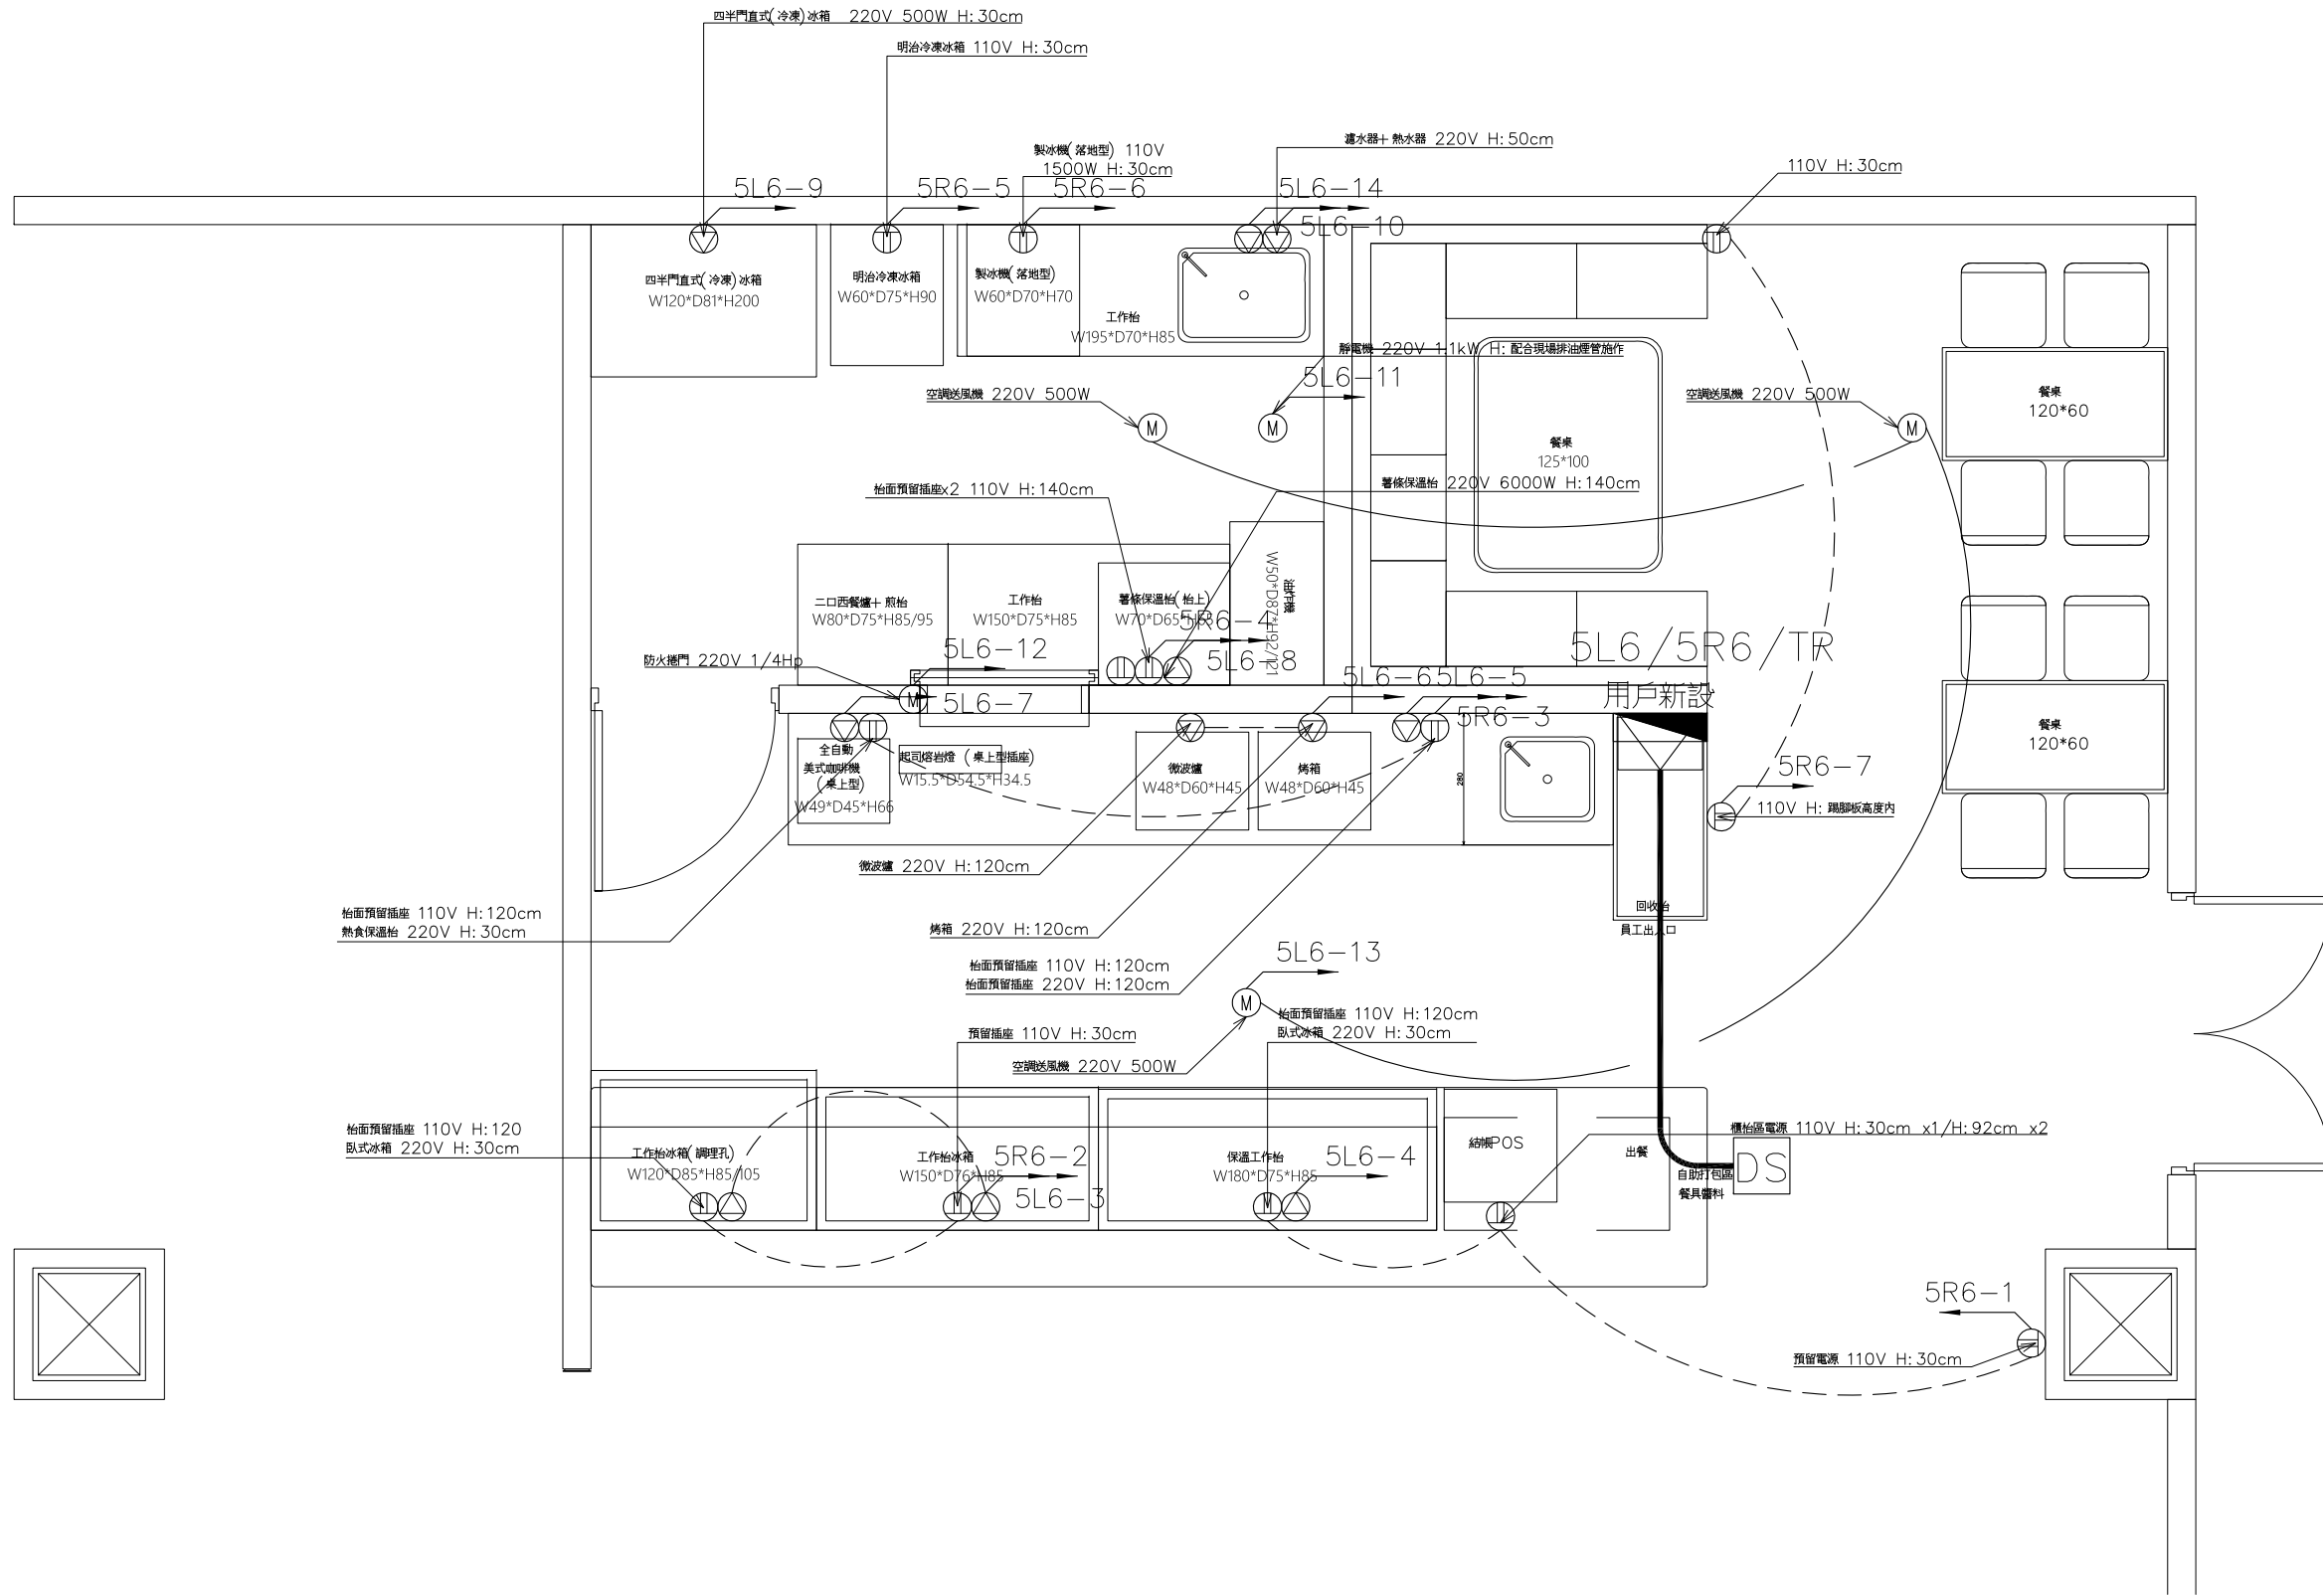 四半門直式(冷凍)冰箱 220V 500W H:30cm
明治冷凍冰箱 110V H:30cm
製冰機(落地型) 110V
1500W H:30cm
濾水器+熱水器 220V H:50cm
110V H:30cm
5L6-9
5R6-5
5R6-6
5L6-14
5L6-10
四半門直式(冷凍)冰箱
W120*D81*H200
明治冷凍冰箱
W60*D75*H90
製冰機(落地型)
W60*D70*H70
工作枱
W195*D70*H85
靜電機 220V 1.1kW H:配合現場排油煙管施作
5L6-11
空調送風機 220V 500W
空調送風機 220V 500W
M
M
M
餐桌
120*60
餐桌
125*100
枱面預留插座x2 110V H:140cm
薯條保溫枱 220V 6000W H:140cm
二口西餐爐+煎枱
W80*D75*H85/95
工作枱
W150*D75*H85
薯條保溫枱(枱上)
W70*D65*H65
油炸機
W50*D87*H92/121
5R6-4
5L6-8
防火捲門 220V 1/4Hp
5L6-12
5L6-7
M
5L6-6
5L6-5
5R6-3
5L6/5R6/TR
用戶新設
全自動
美式咖啡機
(桌上型)
W49*D45*H66
起司熔岩燈 (桌上型插座)
W15.5*D54.5*H34.5
微波爐
W48*D60*H45
烤箱
W48*D60*H45
280
餐桌
120*60
5R6-7
110V H:踢腳板高度內
微波爐 220V H:120cm
枱面預留插座 110V H:120cm
熱食保溫枱 220V H:30cm
烤箱 220V H:120cm
回收枱
員工出入口
枱面預留插座 110V H:120cm
枱面預留插座 220V H:120cm
5L6-13
M
枱面預留插座 110V H:120cm
臥式冰箱 220V H:30cm
預留插座 110V H:30cm
空調送風機 220V 500W
枱面預留插座 110V H:120
臥式冰箱 220V H:30cm
工作枱冰箱(調理孔)
W120*D85*H85/105
工作枱冰箱
W150*D76*H85
5R6-2
5L6-3
保溫工作枱
W180*D75*H85
5L6-4
結帳POS
出餐
櫃枱區電源 110V H:30cm x1/H:92cm x2
DS
自助打包區
餐具醬料
5R6-1
預留電源 110V H:30cm